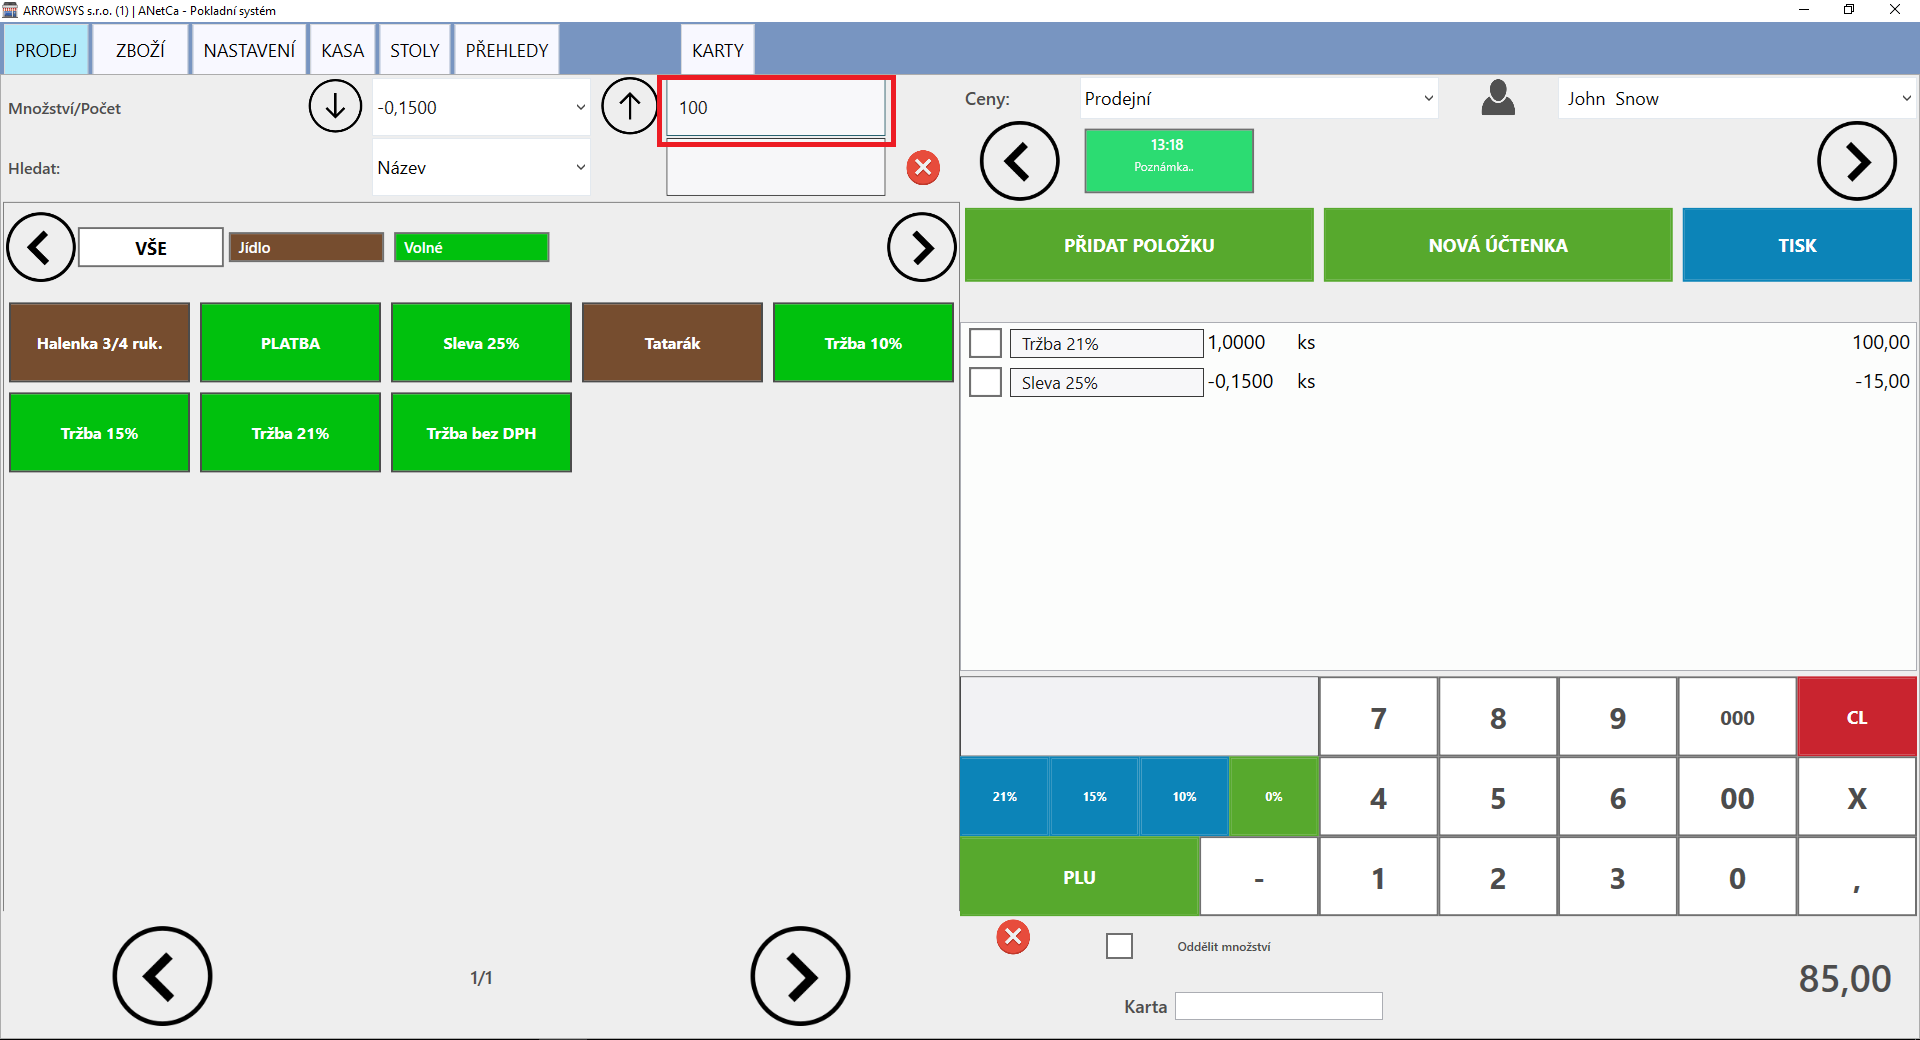 ARROWSYS s.r.o. (1) | ANetCa - Pokladní systém
PRODEJ ZBOŽÍ NASTAVENÍ KASA STOLY PŘEHLEDY KARTY
Množství/Počet -0,1500 100
Hledat: Název
Ceny: Prodejní John Snow
13:18
Poznámka..
VŠE Jídlo Volné
PŘIDAT POLOŽKU NOVÁ ÚČTENKA TISK
Halenka 3/4 ruk. PLATBA Sleva 25% Tatarák Tržba 10%
Tržba 15% Tržba 21% Tržba bez DPH
Tržba 21% 1,0000 ks 100,00
Sleva 25% -0,1500 ks -15,00
7 8 9 000 CL
21% 15% 10% 0% 4 5 6 00 X
PLU - 1 2 3 0 ,
Oddělit množství
1/1
85,00
Karta